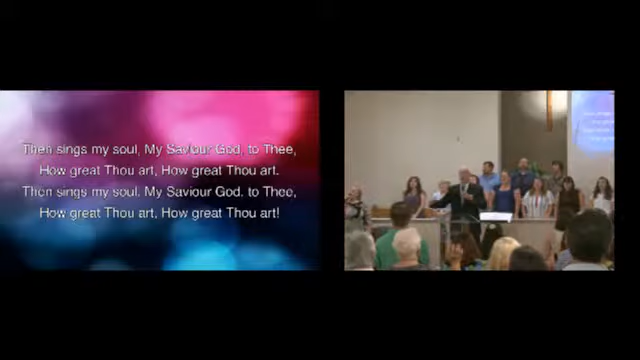 Then sings my soul, My Saviour God, to Thee,
How great Thou art, How great Thou art.
Then sings my soul. My Saviour God. to Thee,
How great Thou art, How great Thou art!